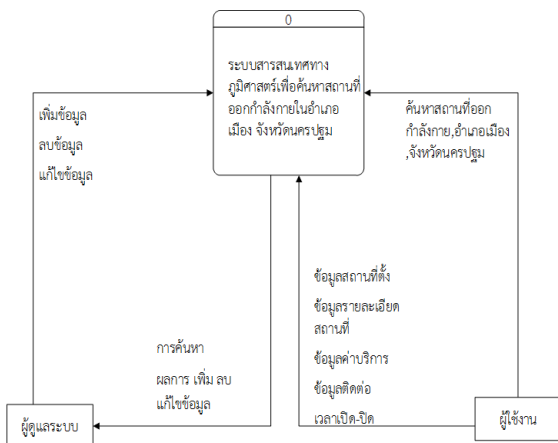 0
ระบบสารสนเทศทาง
ภูมิศาสตร์เพื่อค้นหาสถานที่
ออกกำลังกายในอำเภอ
เมือง จังหวัดนครปฐม
เพิ่มข้อมูล
ลบข้อมูล
แก้ไขข้อมูล
ค้นหาสถานที่ออก
กำลังกาย,อำเภอเมือง
,จังหวัดนครปฐม
ข้อมูลสถานที่ตั้ง
ข้อมูลรายละเอียด
สถานที่
ข้อมูลค่าบริการ
ข้อมูลติดต่อ
เวลาเปิด-ปิด
การค้นหา
ผลการ เพิ่ม ลบ
แก้ไขข้อมูล
ผู้ดูแลระบบ
ผู้ใช้งาน